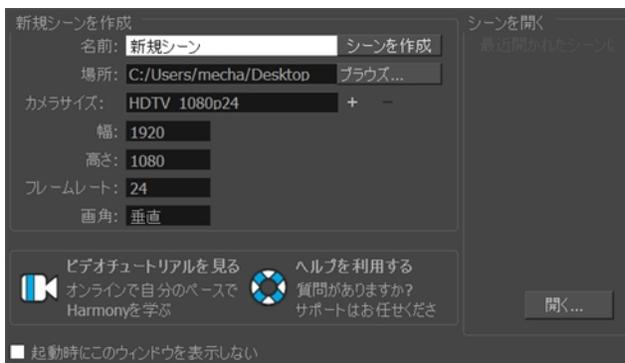 新規シーンを作成
名前: 新規シーン シーンを作成
場所: C:/Users/mecha/Desktop ブラウズ...
カメラサイズ: HDTV_1080p24 + -
幅: 1920
高さ: 1080
フレームレート: 24
画角: 垂直
ビデオチュートリアルを見る
オンラインで自分のペースで
Harmonyを学ぶ
ヘルプを利用する
質問がありますか?
サポートはお任せくださ
起動時にこのウィンドウを表示しない
シーンを開く
最近開かれたシーンに
開く...